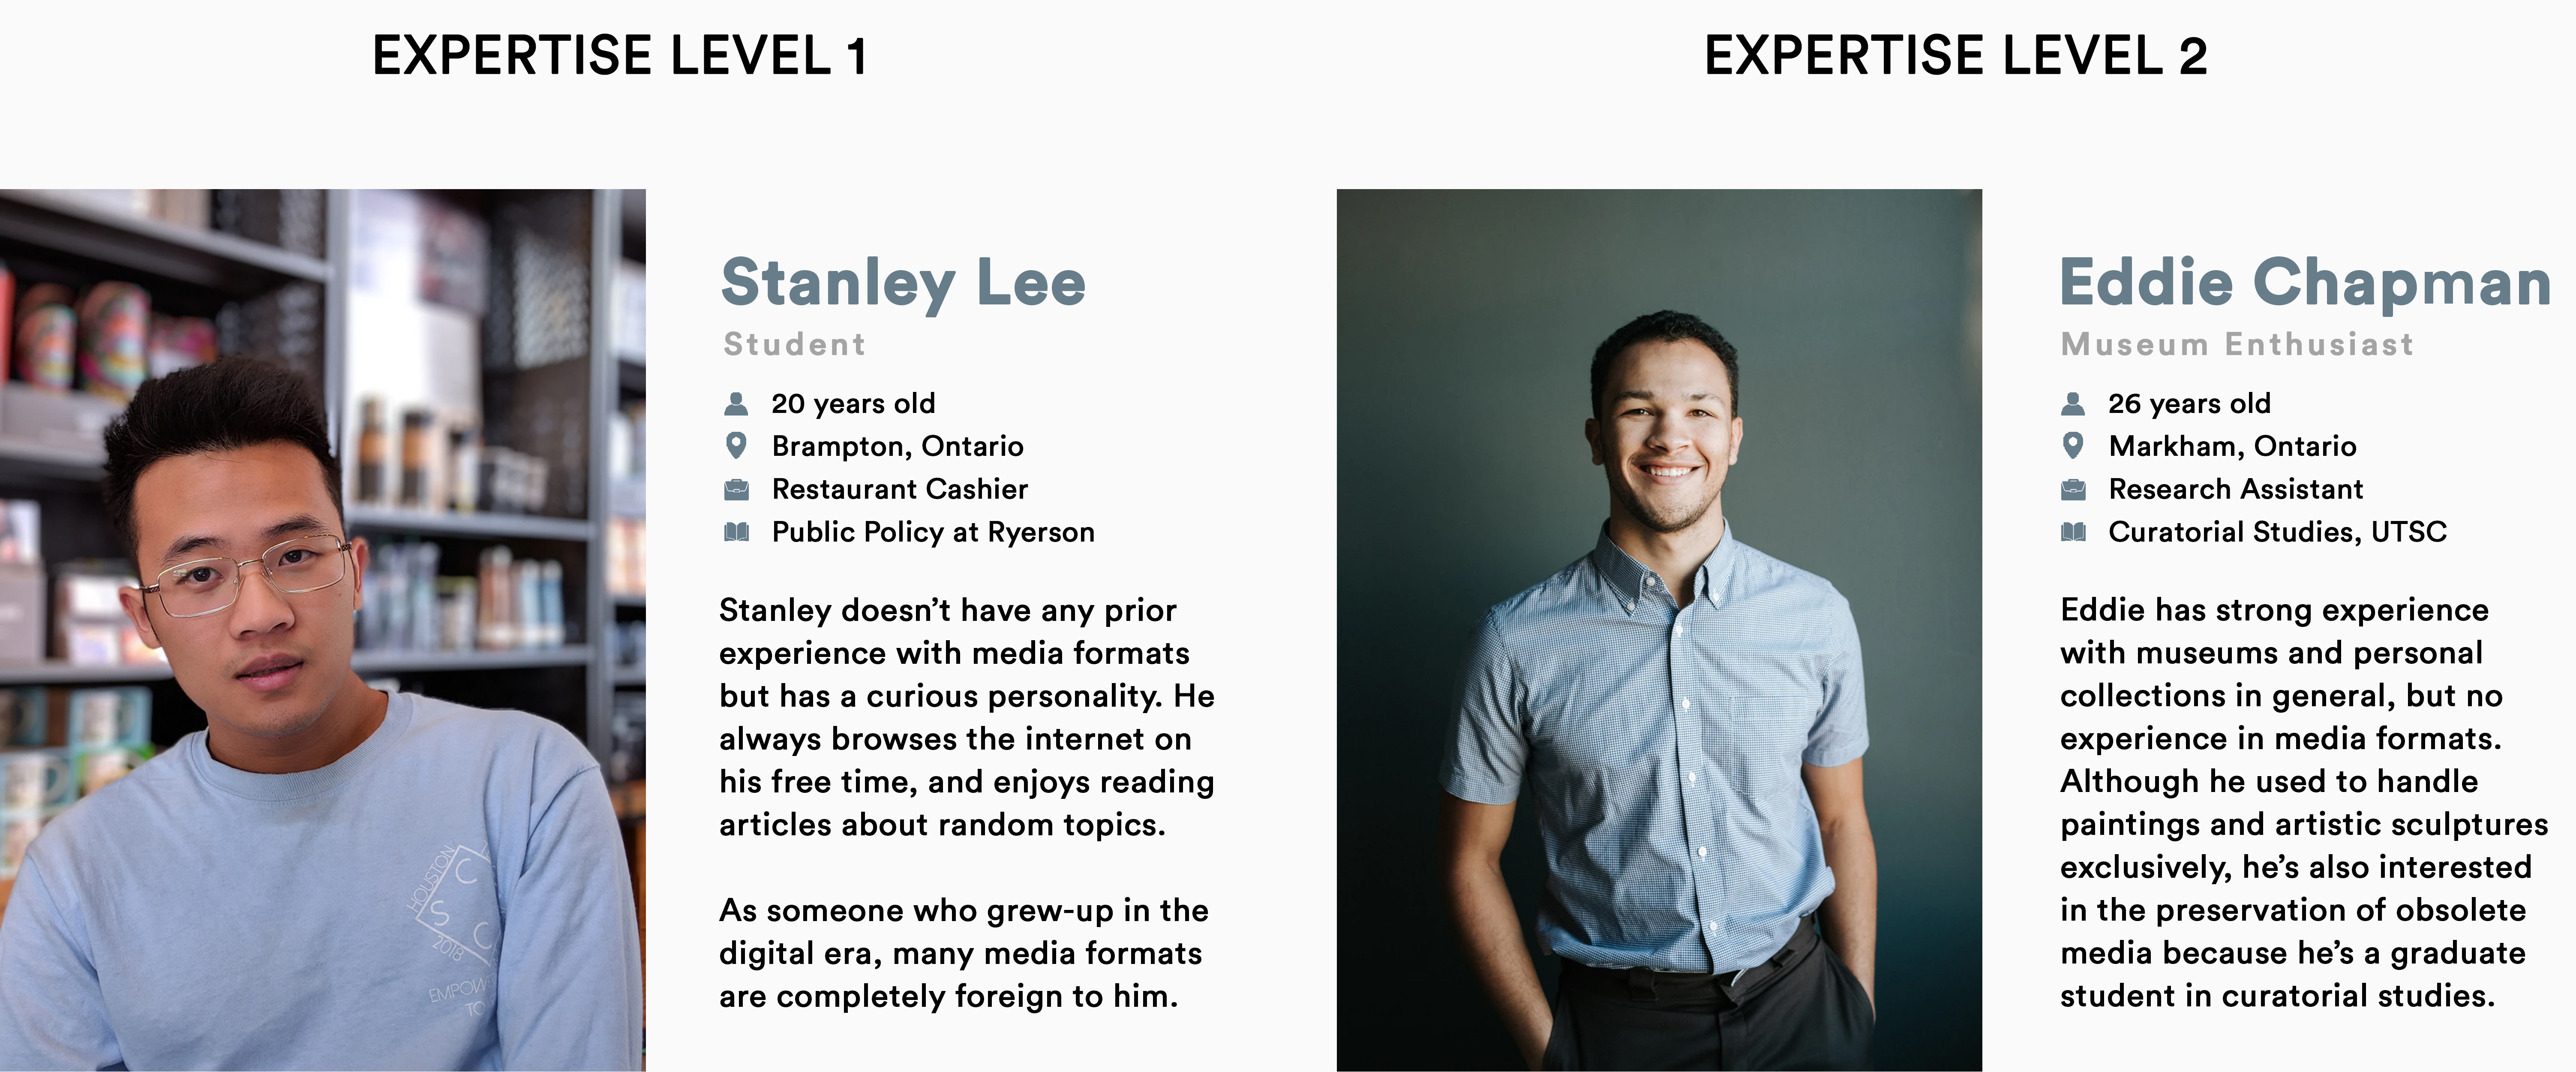 EXPERTISE LEVEL 1
Stanley Lee
Student
20 years old
Brampton, Ontario
Restaurant Cashier
Public Policy at Ryerson
Stanley doesn’t have any prior
experience with media formats
but has a curious personality. He
always browses the internet on
his free time, and enjoys reading
articles about random topics.
As someone who grew-up in the
digital era, many media formats
are completely foreign to him.
HOUSTON
C
S
C
2018
TO
EXPERTISE LEVEL 2
Eddie Chapman
Museum Enthusiast
26 years old
Markham, Ontario
Research Assistant
Curatorial Studies, UTSC
Eddie has strong experience
with museums and personal
collections in general, but no
experience in media formats.
Although he used to handle
paintings and artistic sculptures
exclusively, he’s also interested
in the preservation of obsolete
media because he’s a graduate
student in curatorial studies.